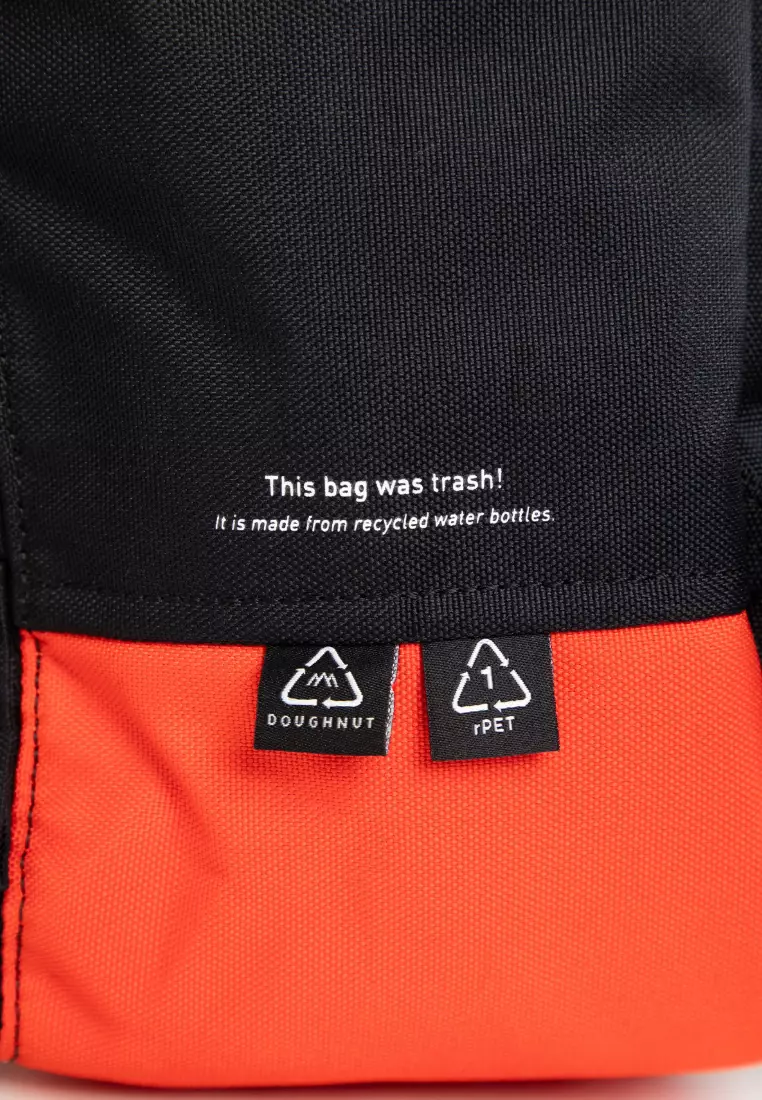 This bag was trash!
It is made from recycled water bottles.
DOUGHNUT
1
rPET